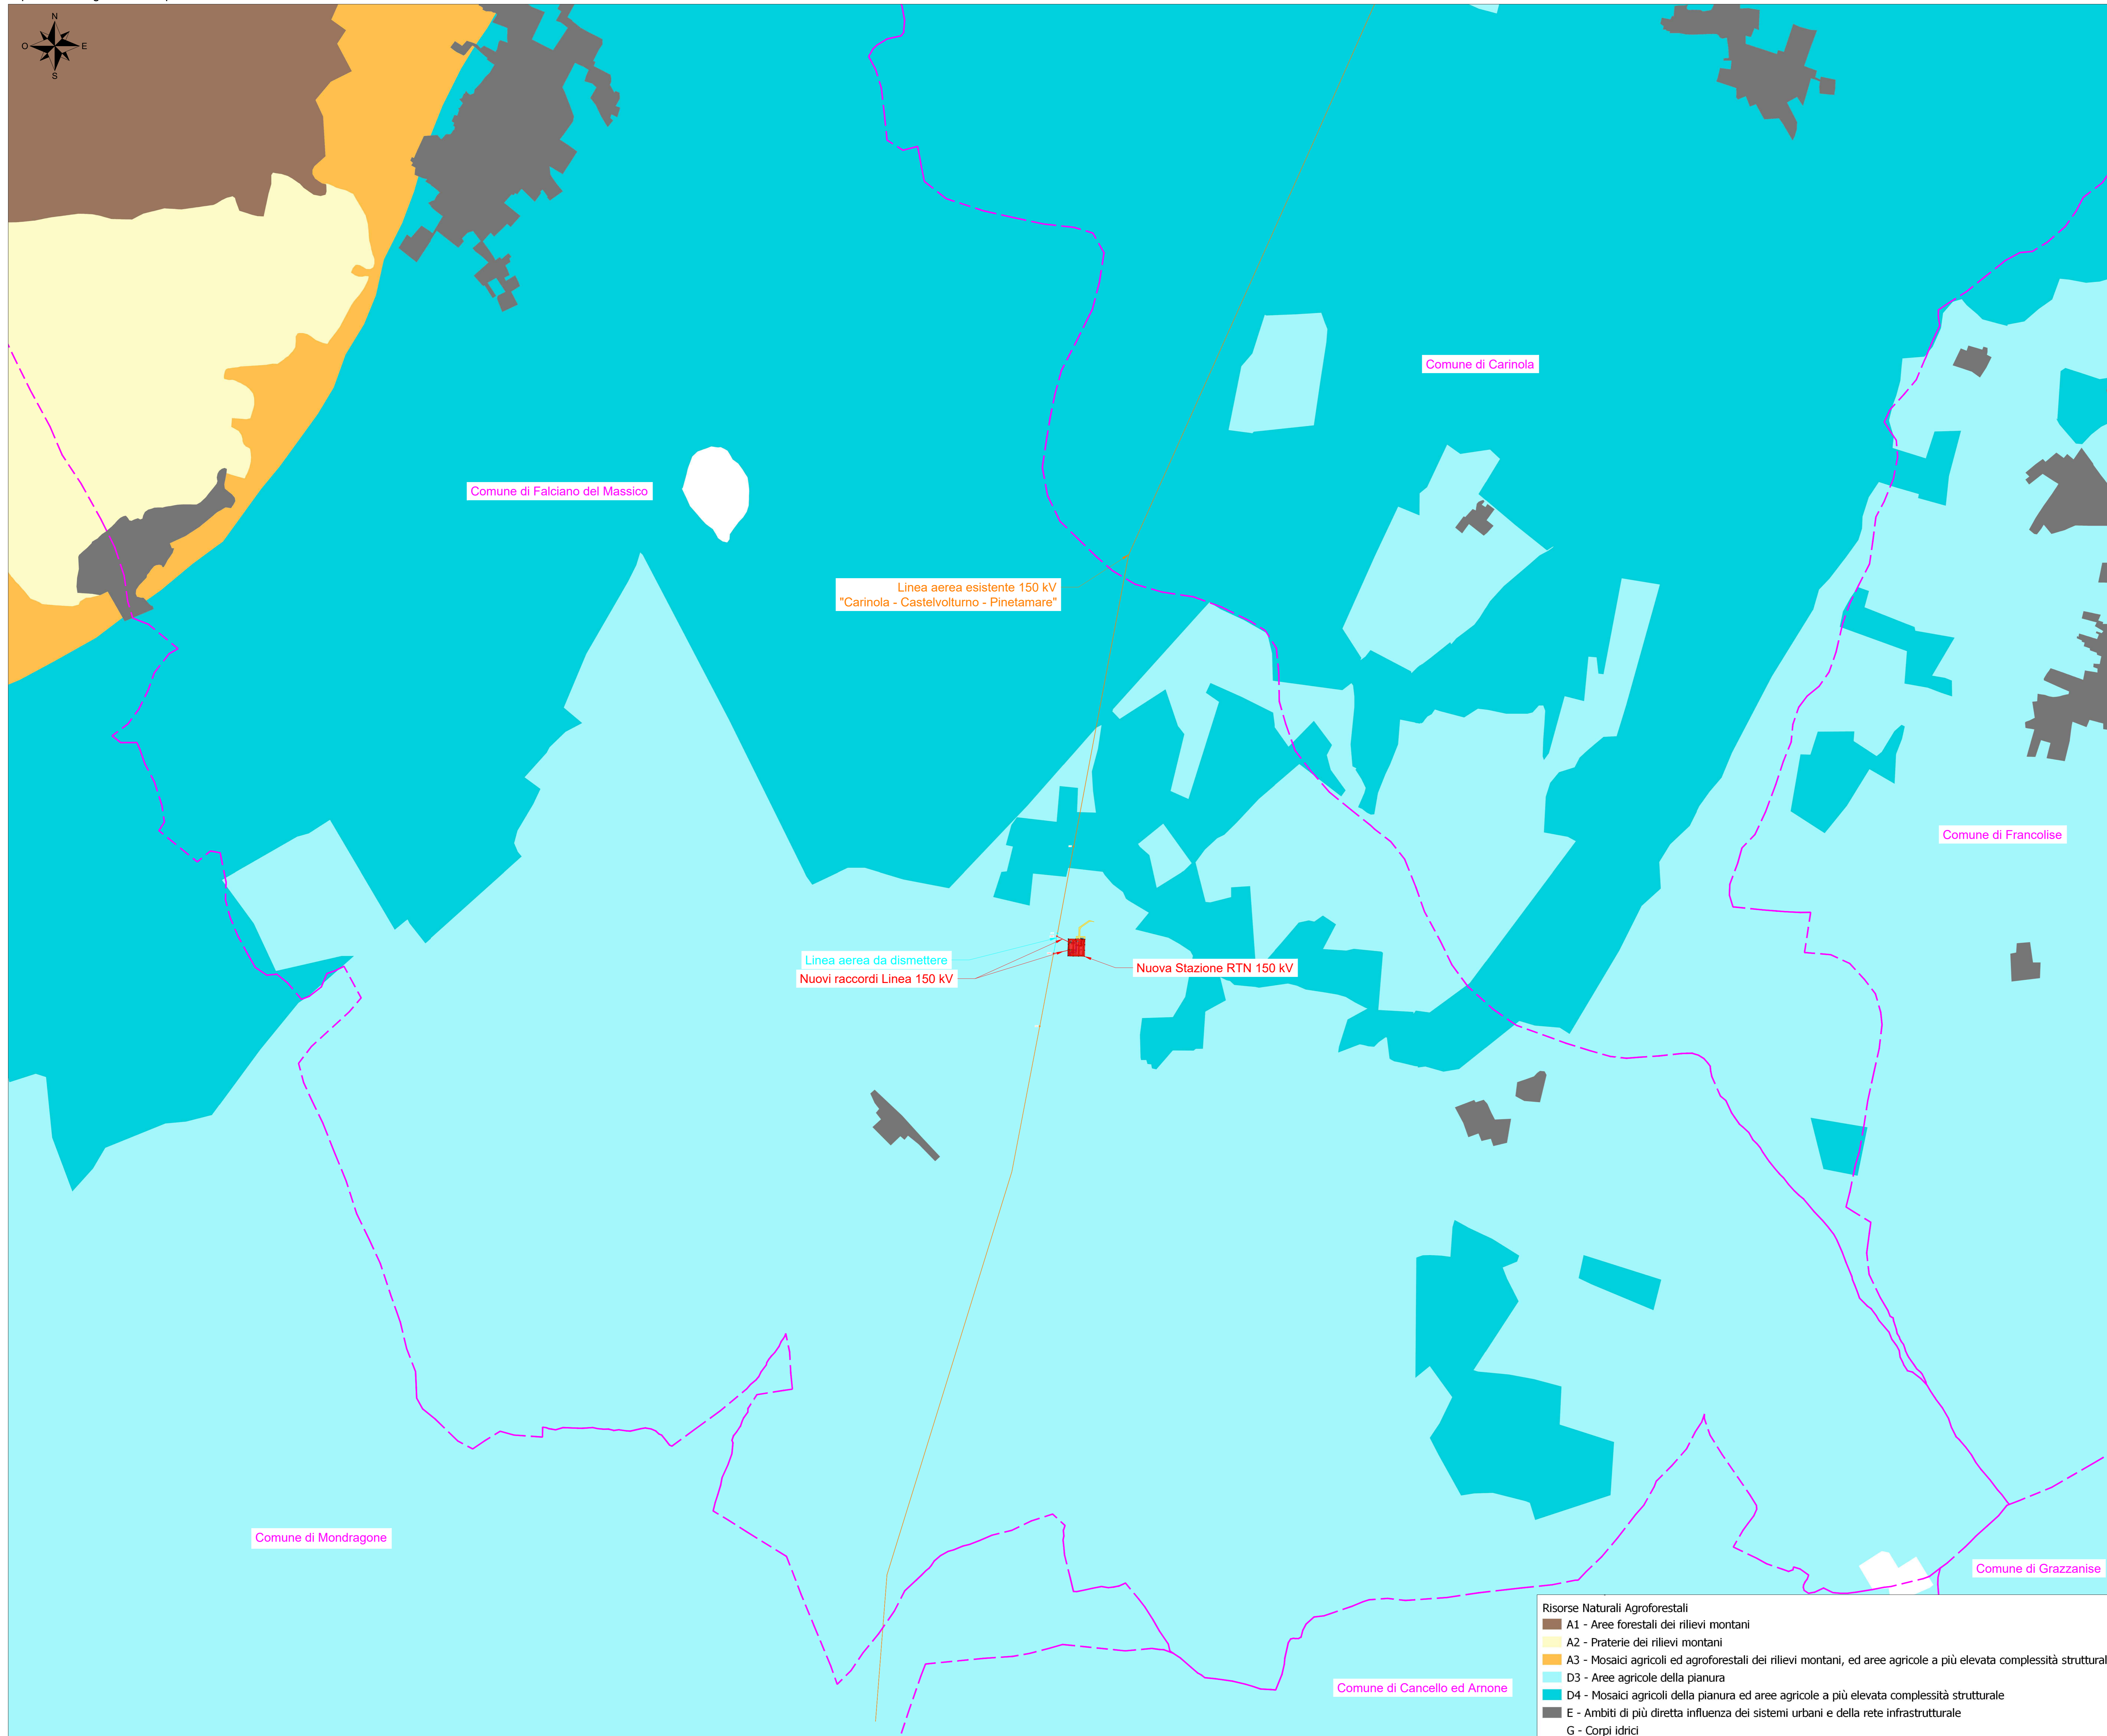 N
O
E
S
Comune di Carinola
Comune di Falciano del Massico
Linea aerea esistente 150 kV
"Carinola - Castelvolturno - Pinetamare"
Comune di Francolise
Linea aerea da dismettere
Nuova Stazione RTN 150 kV
Nuovi raccordi Linea 150 kV
Comune di Mondragone
Comune di Grazzanise
Comune di Cancello ed Arnone
Risorse Naturali Agroforestali
A1 - Aree forestali dei rilievi montani
A2 - Praterie dei rilievi montani
A3 - Mosaici agricoli ed agroforestali dei rilievi montani, ed aree agricole a più elevata complessità struttural
D3 - Aree agricole della pianura
D4 - Mosaici agricoli della pianura ed aree agricole a più elevata complessità strutturale
E - Ambiti di più diretta influenza dei sistemi urbani e della rete infrastrutturale
G - Corpi idrici